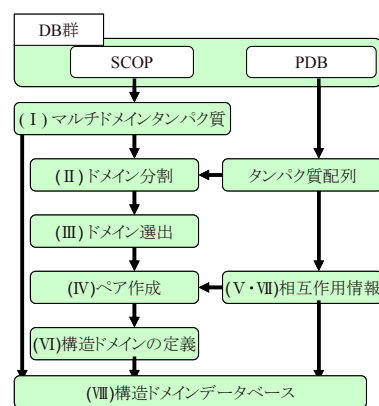 DB群
SCOP
PDB
(Ⅰ)マルチドメインタンパク質
(Ⅱ)ドメイン分割
タンパク質配列
(Ⅲ)ドメイン選出
(Ⅳ)ペア作成
(Ⅴ・Ⅶ)相互作用情報
(Ⅵ)構造ドメインの定義
(Ⅷ)構造ドメインデータベース